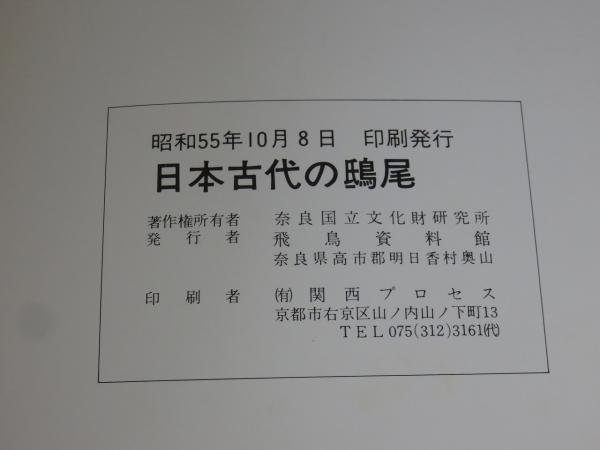 昭和55年10月8日 印刷発行
日本古代の鴟尾
著作権所有者 奈良国立文化財研究所
発行者 飛鳥資料館
奈良県高市郡明日香村奥山
印刷者 ㈲関西プロセス
京都市右京区山ノ内山ノ下町13
TEL 075(312)3161㈹